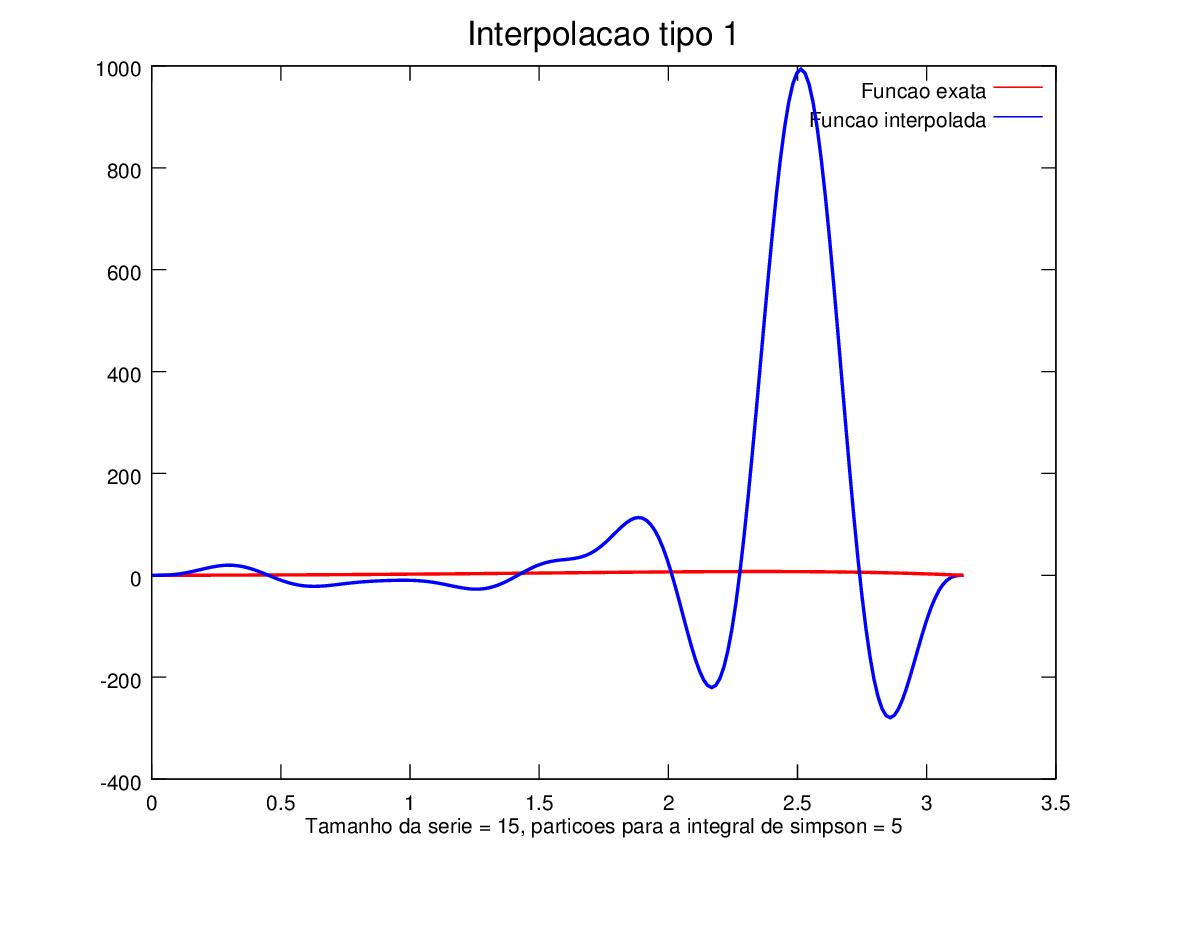 Interpolacao tipo 1
1000
800
600
400
200
0
-200
-400
Funcao exata
Funcao interpolada
0 0.5 1 1.5 2 2.5 3 3.5
Tamanho da serie = 15, particoes para a integral de simpson = 5